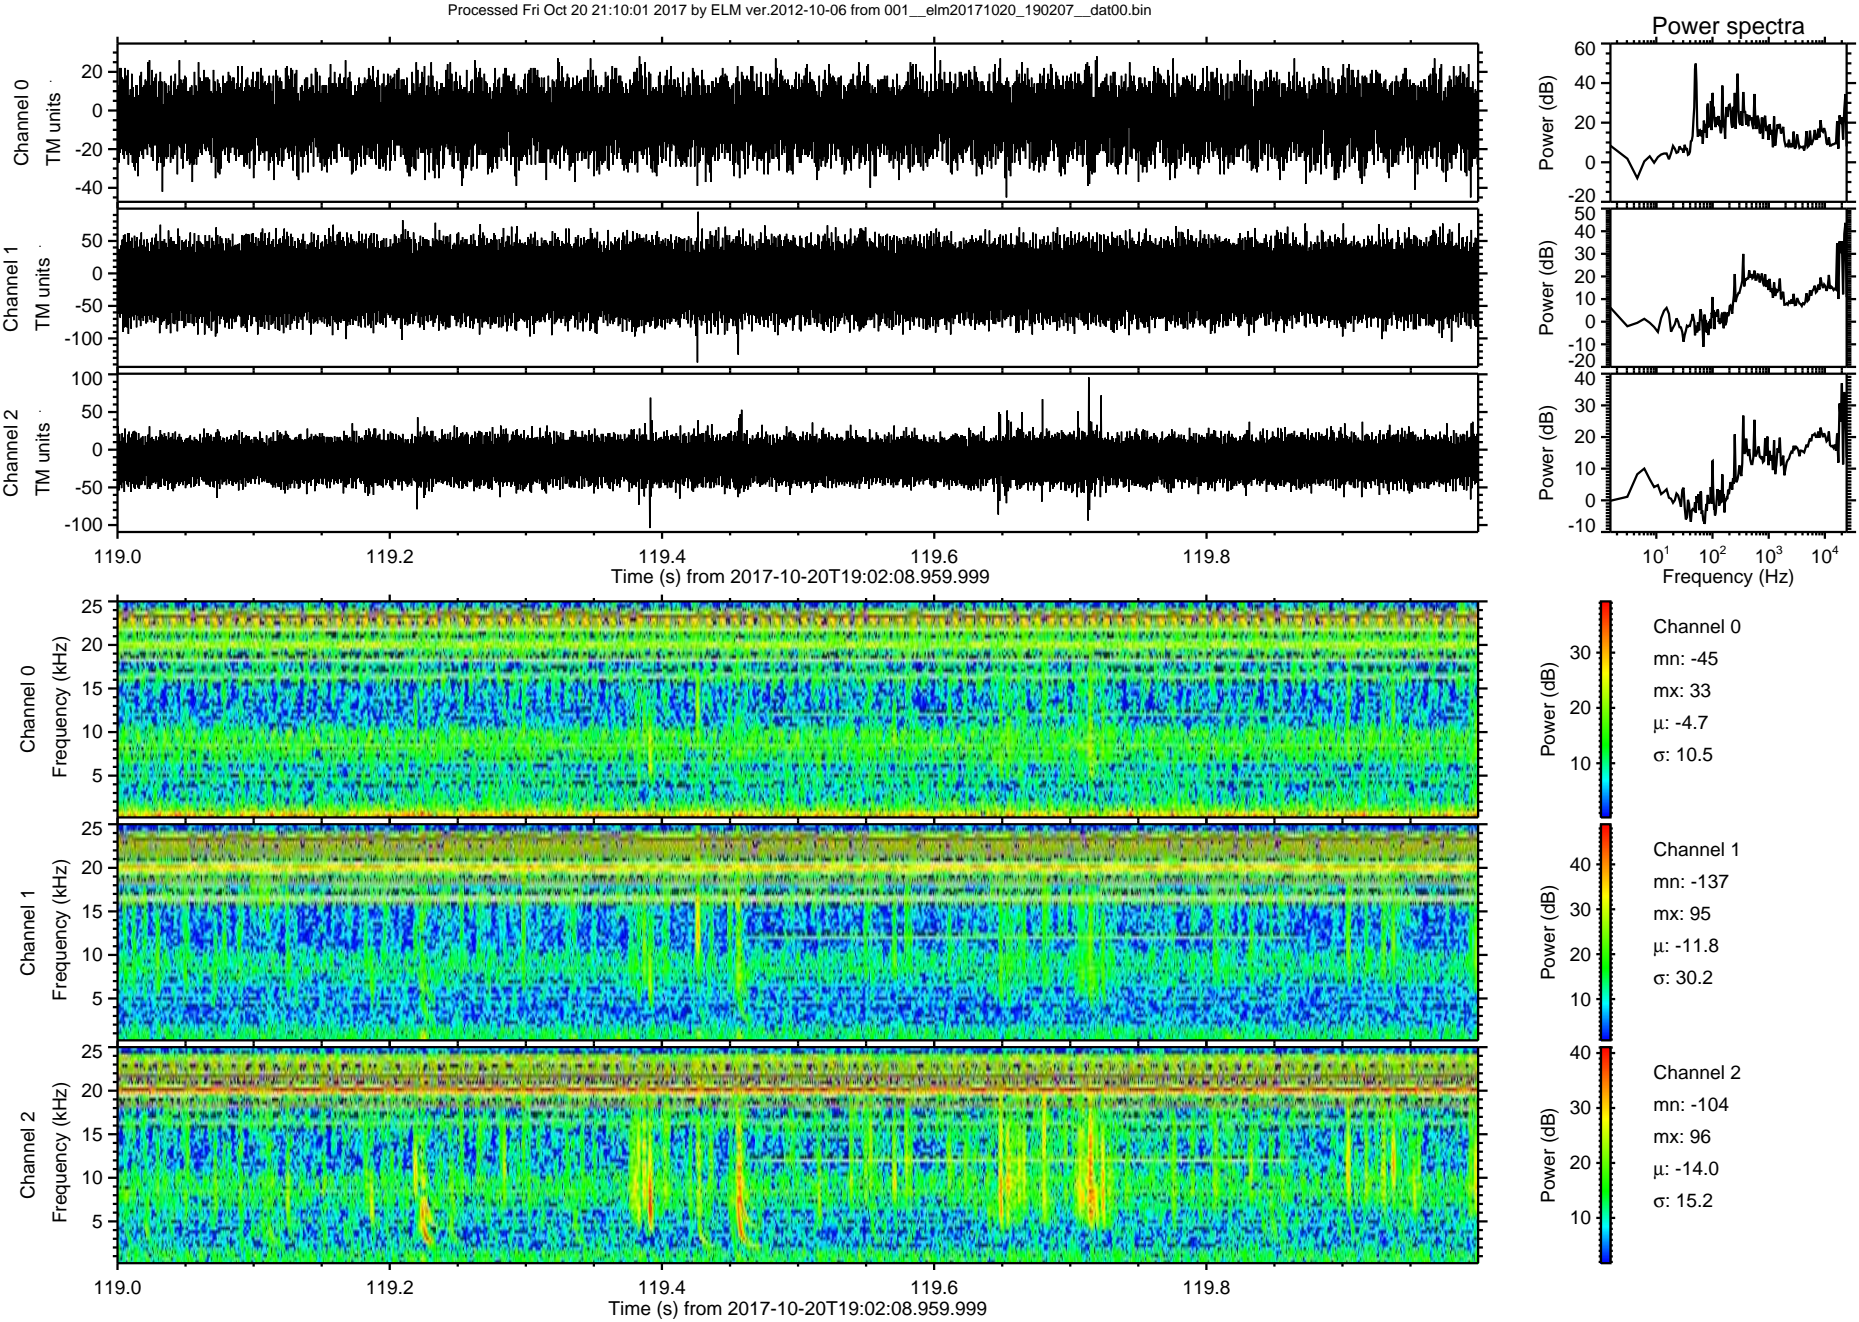 Processed Fri Oct 20 21:10:01 2017 by ELM ver.2012-10-06 from 001__elm20171020_190207__dat00.bin
Power spectra
Channel 0
TM units
20
0
-20
-40
Power (dB)
60
40
20
0
-20
Channel 1
TM units
50
0
-50
-100
Power (dB)
50
40
30
20
10
0
-10
-20
Channel 2
TM units
100
50
0
-50
-100
Power (dB)
40
30
20
10
0
-10
119.0 119.2 119.4 119.6 119.8
Time (s) from 2017-10-20T19:02:08.959.999
10^1 10^2 10^3 10^4
Frequency (Hz)
Channel 0
Frequency (kHz)
25
20
15
10
5
Power (dB)
30
20
10
Channel 0
mn: -45
mx: 33
μ: -4.7
σ: 10.5
Channel 1
Frequency (kHz)
25
20
15
10
5
Power (dB)
40
30
20
10
Channel 1
mn: -137
mx: 95
μ: -11.8
σ: 30.2
Channel 2
Frequency (kHz)
25
20
15
10
5
Power (dB)
40
30
20
10
Channel 2
mn: -104
mx: 96
μ: -14.0
σ: 15.2
119.0 119.2 119.4 119.6 119.8
Time (s) from 2017-10-20T19:02:08.959.999